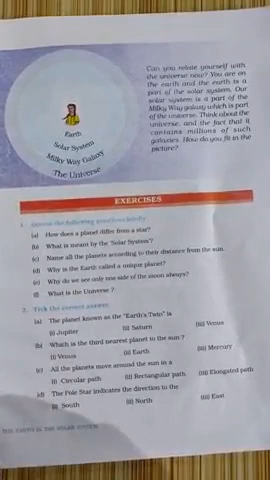 Can you relate yourself with
the universe now? You are on
the earth and the earth is a
part of the solar system. Our
solar system is a part of the
Milky Way galaxy which is part
of the universe. Think about the
universe, and the fact that it
contains millions of such
galaxies. How do you fit in the
picture?
Earth
Solar System
Milky Way Galaxy
The Universe
EXERCISES
1. Answer the following questions briefly
(a) How does a planet differ from a star?
(b) What is meant by the 'Solar System'?
(c) Name all the planets according to their distance from the sun.
(d) Why is the Earth called a unique planet?
(e) Why do we see only one side of the moon always?
(f) What is the Universe ?
2. Tick the correct answer.
(a) The planet known as the "Earth's Twin" is
(i) Jupiter (ii) Saturn (iii) Venus
(b) Which is the third nearest planet to the sun ?
(i) Venus (ii) Earth (iii) Mercury
(c) All the planets move around the sun in a
(i) Circular path (ii) Rectangular path (iii) Elongated path
(d) The Pole Star indicates the direction to the
(i) South (ii) North (iii) East
THE EARTH IN THE SOLAR SYSTEM